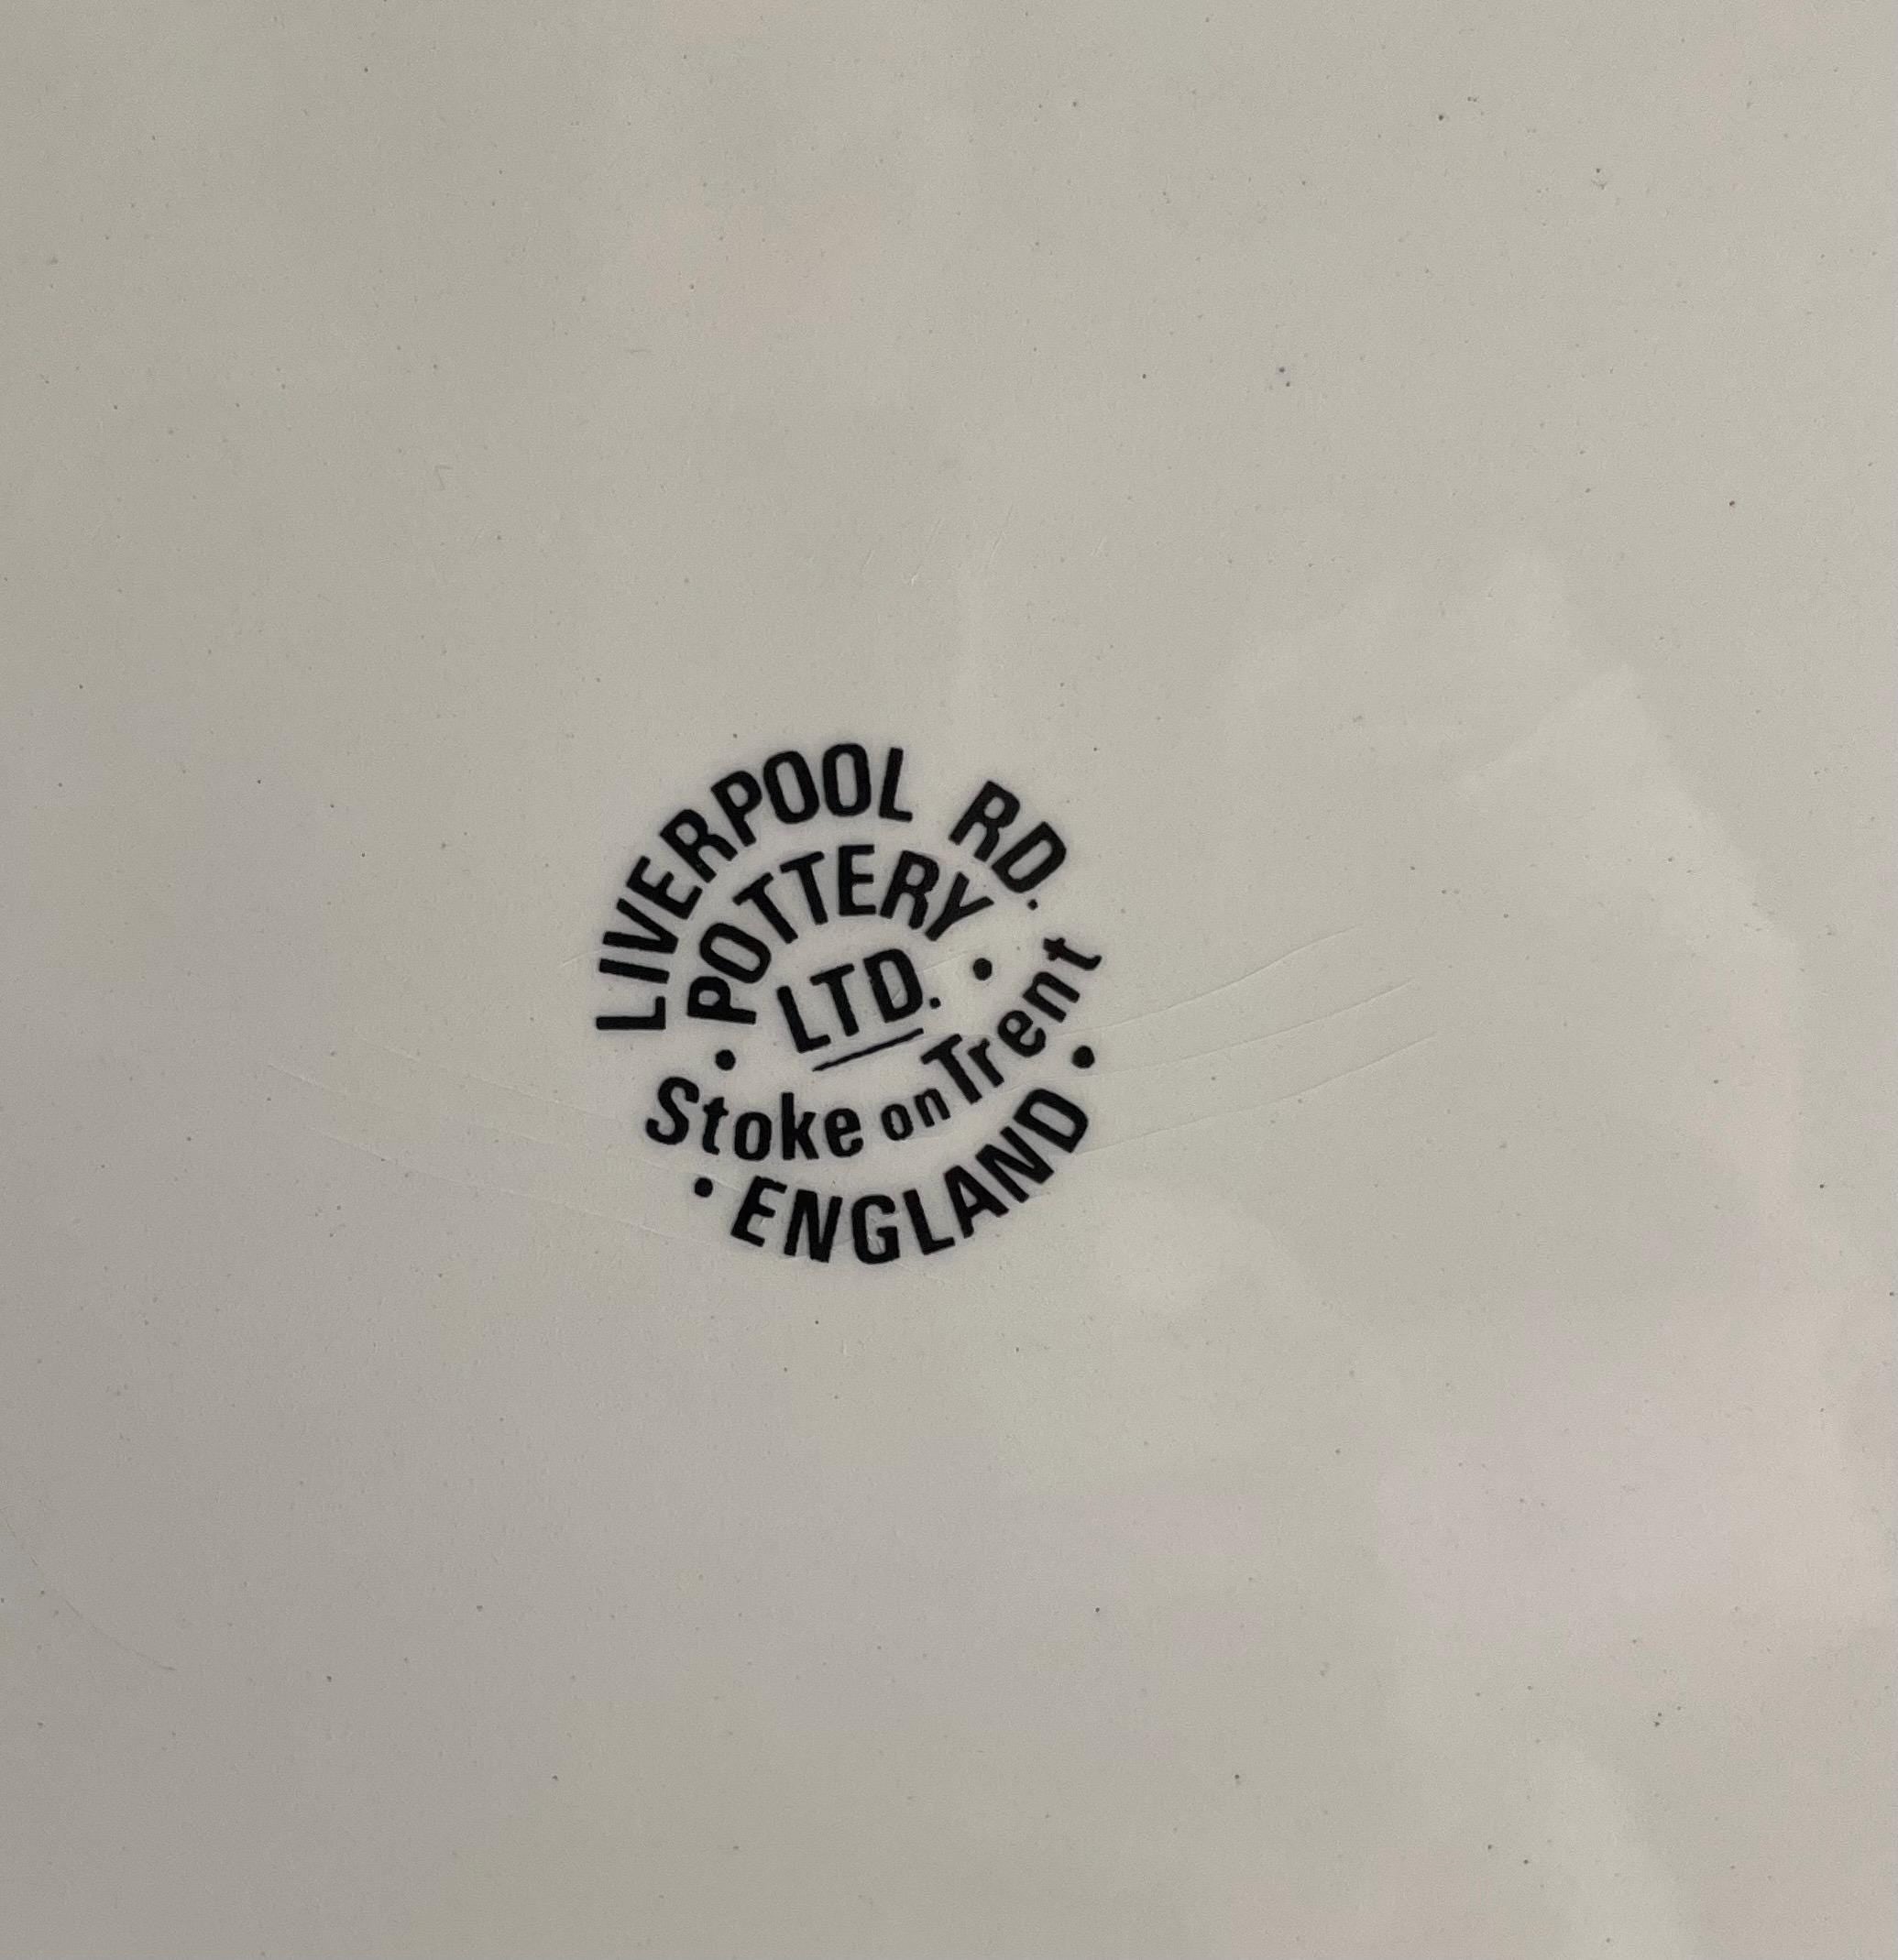 LIVERPOOL RD.
• POTTERY •
LTD.
Stoke on Trent
• ENGLAND •